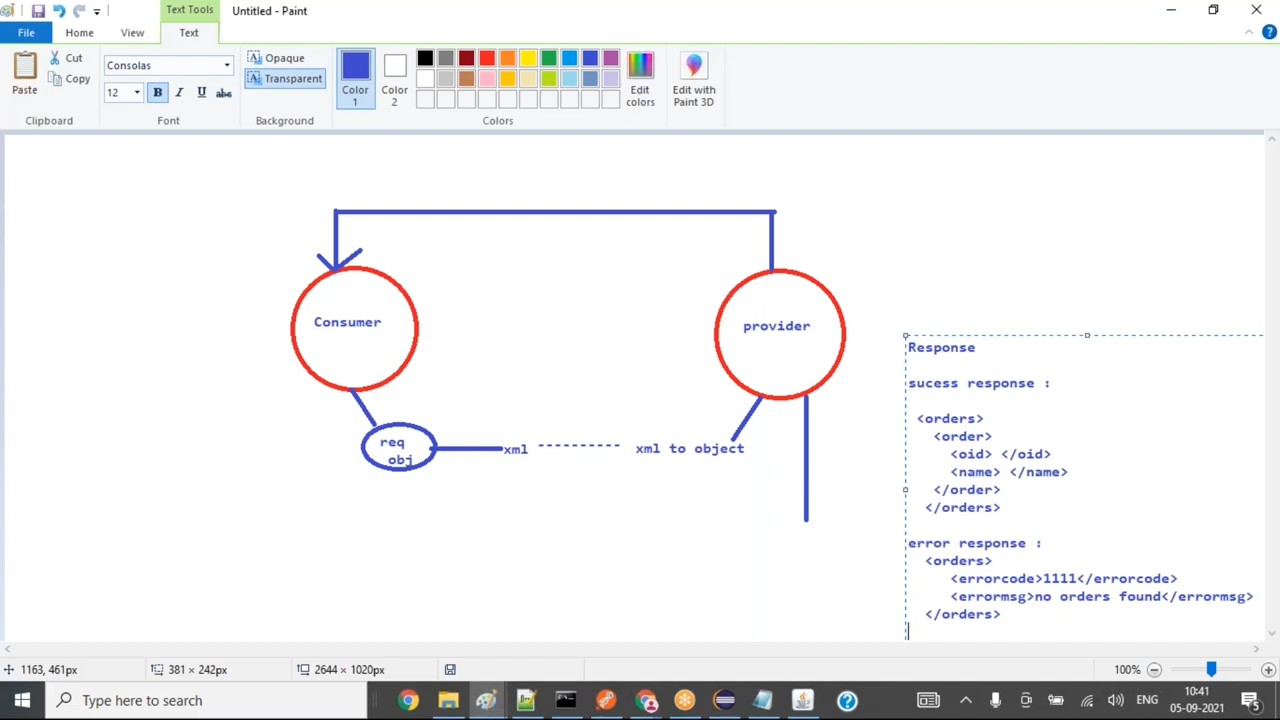 Text Tools
Untitled - Paint
File
Home
View
Text
Paste
Cut
Copy
Clipboard
Consolas
12
B
I
U
abc
Font
Opaque
Transparent
Background
Color
1
Color
2
Edit
colors
Edit with
Paint 3D
Colors
Consumer
provider
req
obj
xml
----------
xml to object
Response
sucess response :
<orders>
<order>
<oid> </oid>
<name> </name>
</order>
</orders>
error response :
<orders>
<errorcode>1111</errorcode>
<errormsg>no orders found</errormsg>
</orders>
1163, 461px
381 × 242px
2644 × 1020px
100%
Type here to search
ENG
10:41
05-09-2021
5